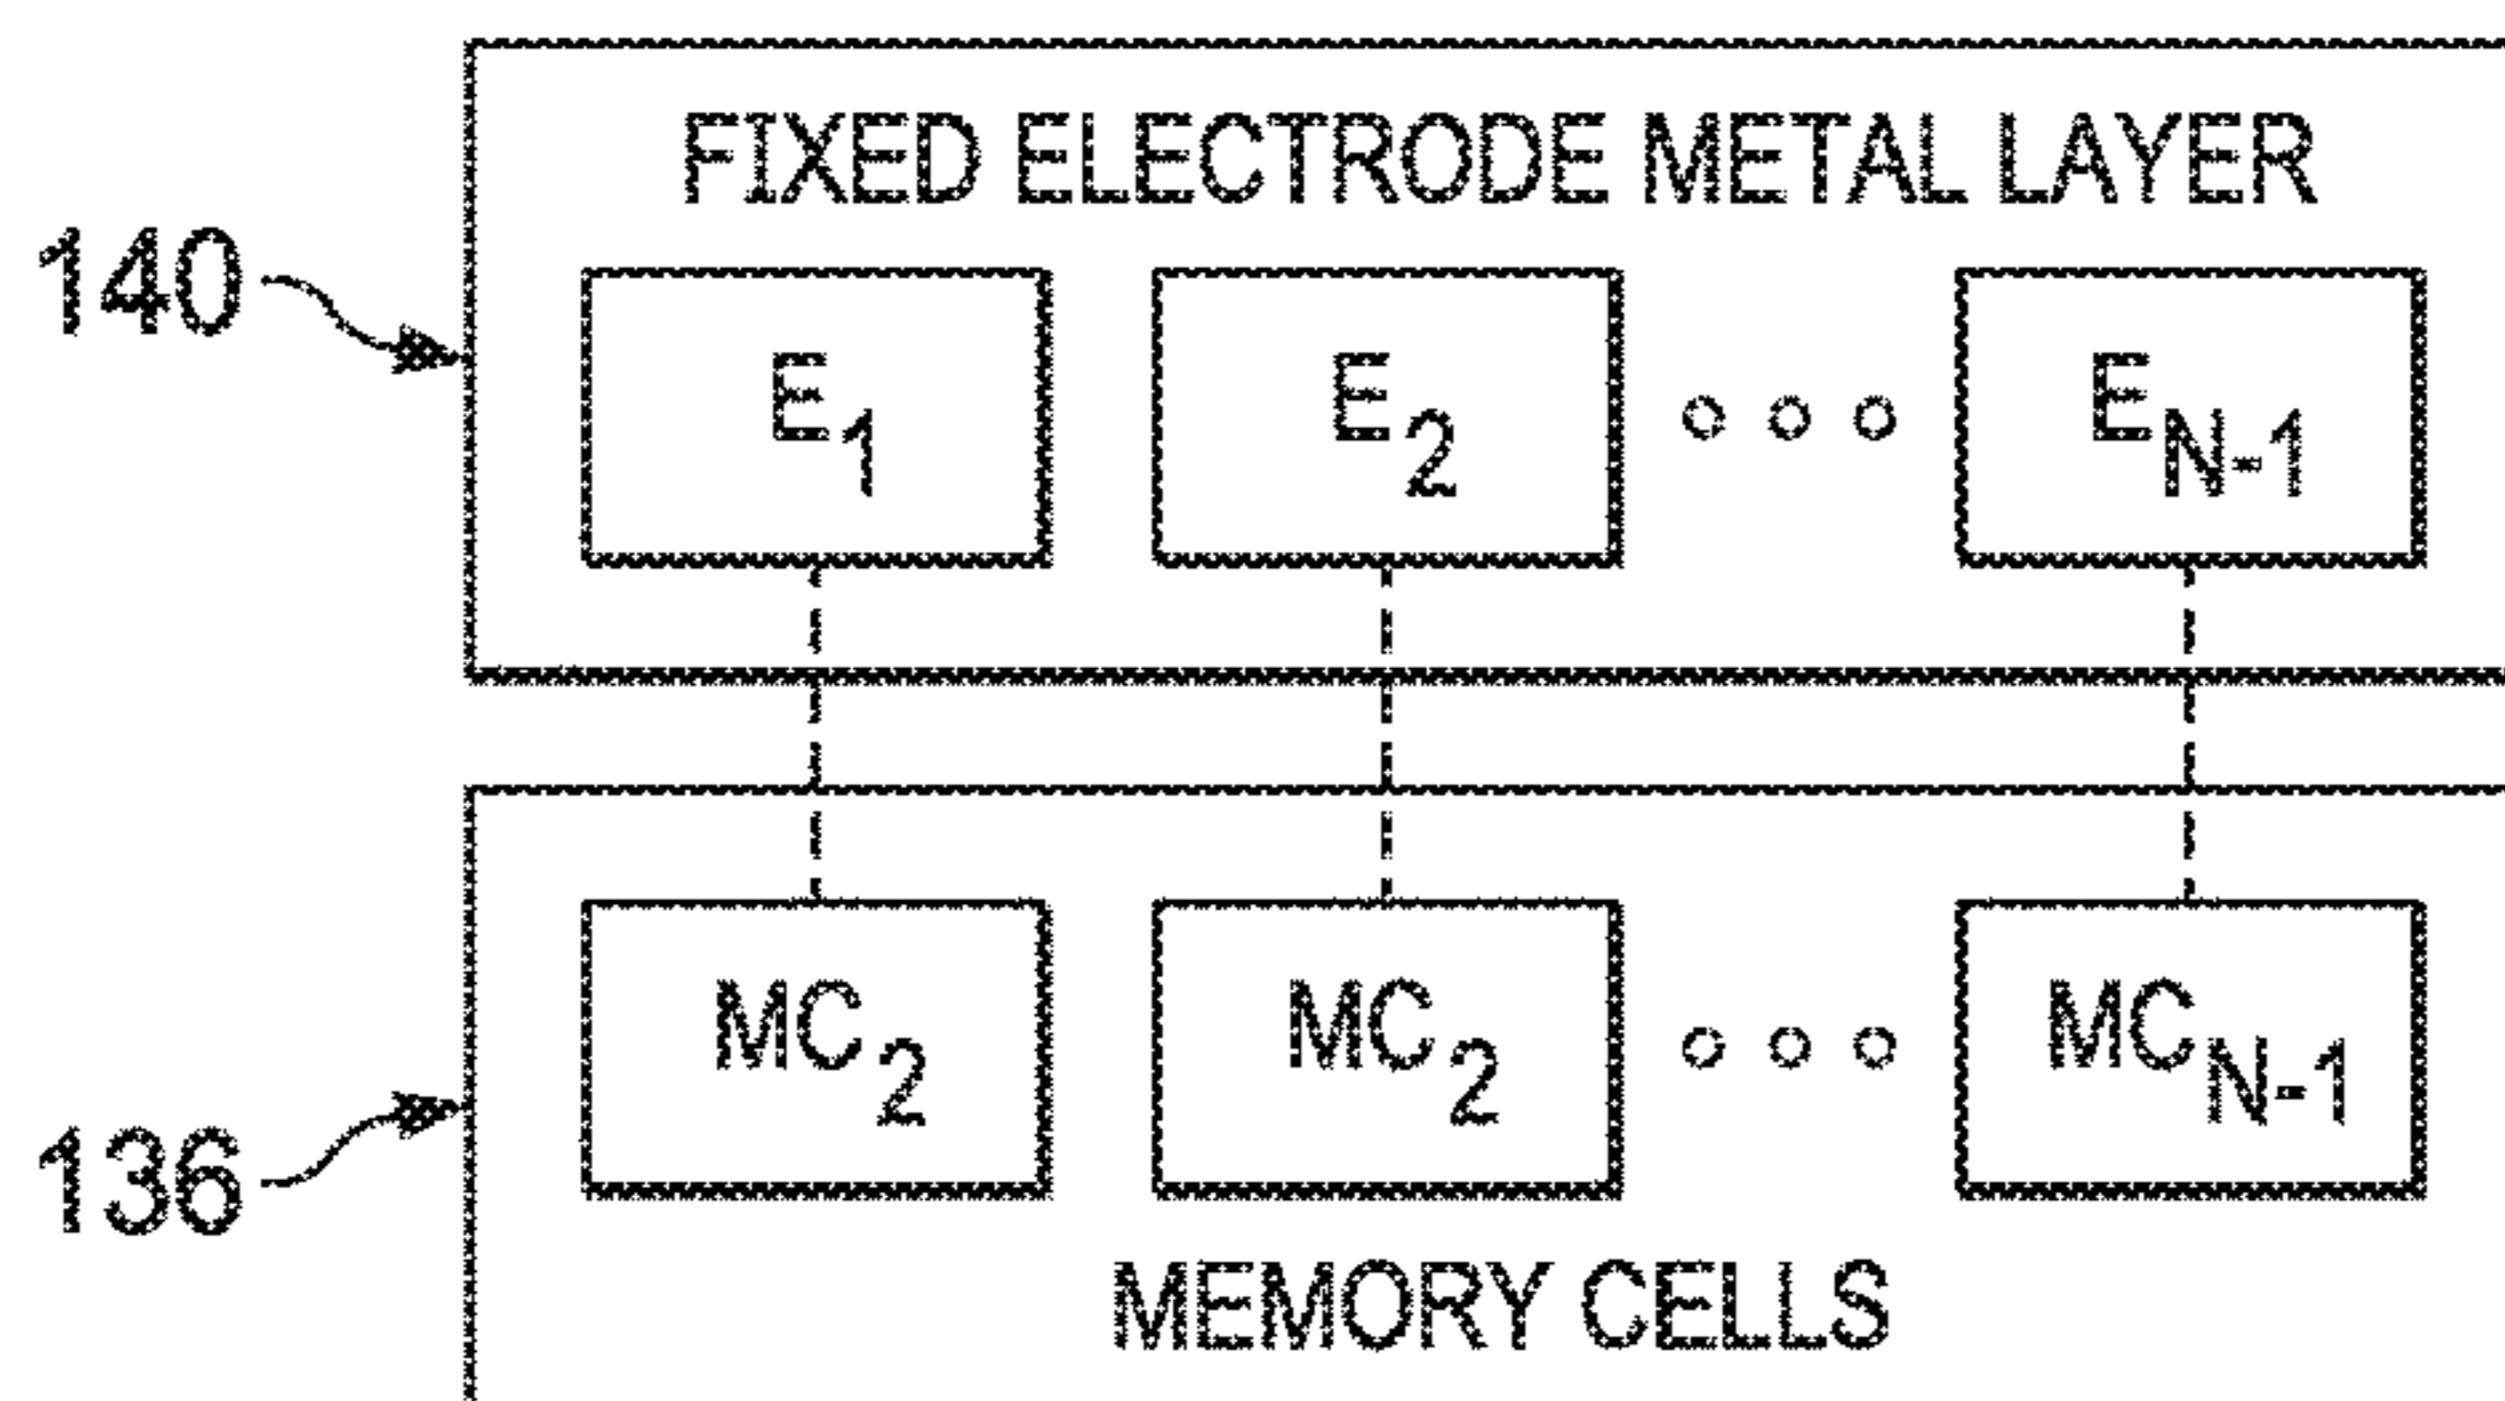 FIXED ELECTRODE METAL LAYER
140
E1 E2 EN-1
MC2 MC2 MCN-1
136
MEMORY CELLS